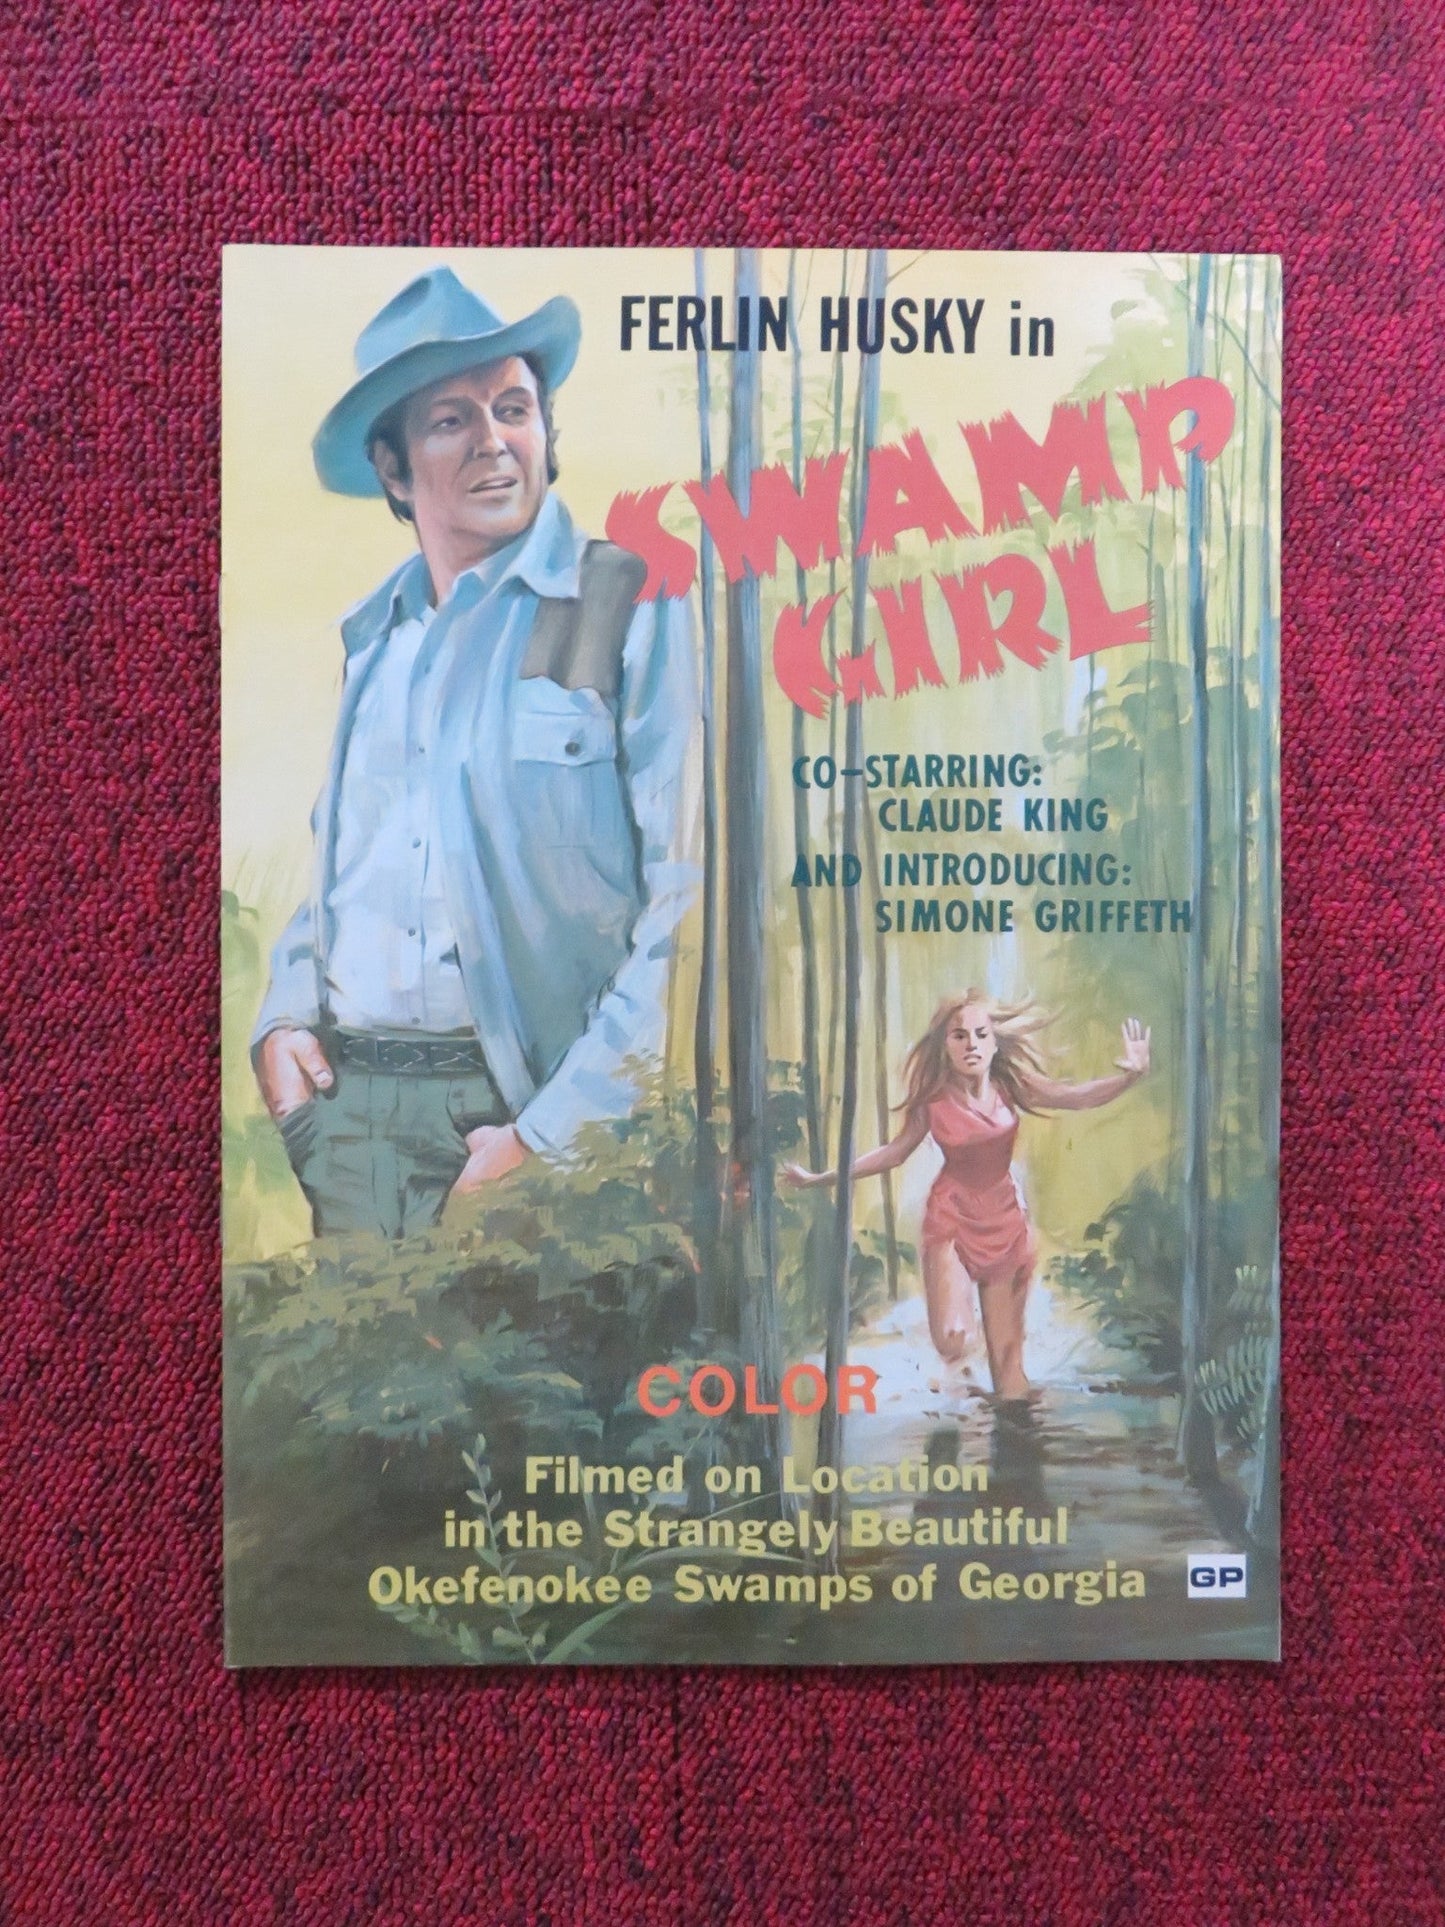 FERLIN HUSKY in
SWAMP
GIRL
CO-STARRING:
CLAUDE KING
AND INTRODUCING:
SIMONE GRIFFETH
COLOR
Filmed on Location
in the Strangely Beautiful
Okefenokee Swamps of Georgia
GP